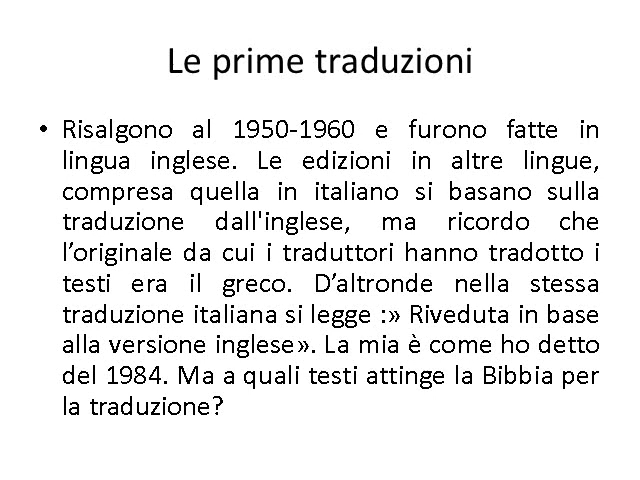 Le prime traduzioni
• Risalgono al 1950-1960 e furono fatte in
lingua inglese. Le edizioni in altre lingue,
compresa quella in italiano si basano sulla
traduzione dall'inglese, ma ricordo che
l’originale da cui i traduttori hanno tradotto i
testi era il greco. D’altronde nella stessa
traduzione italiana si legge :» Riveduta in base
alla versione inglese». La mia è come ho detto
del 1984. Ma a quali testi attinge la Bibbia per
la traduzione?